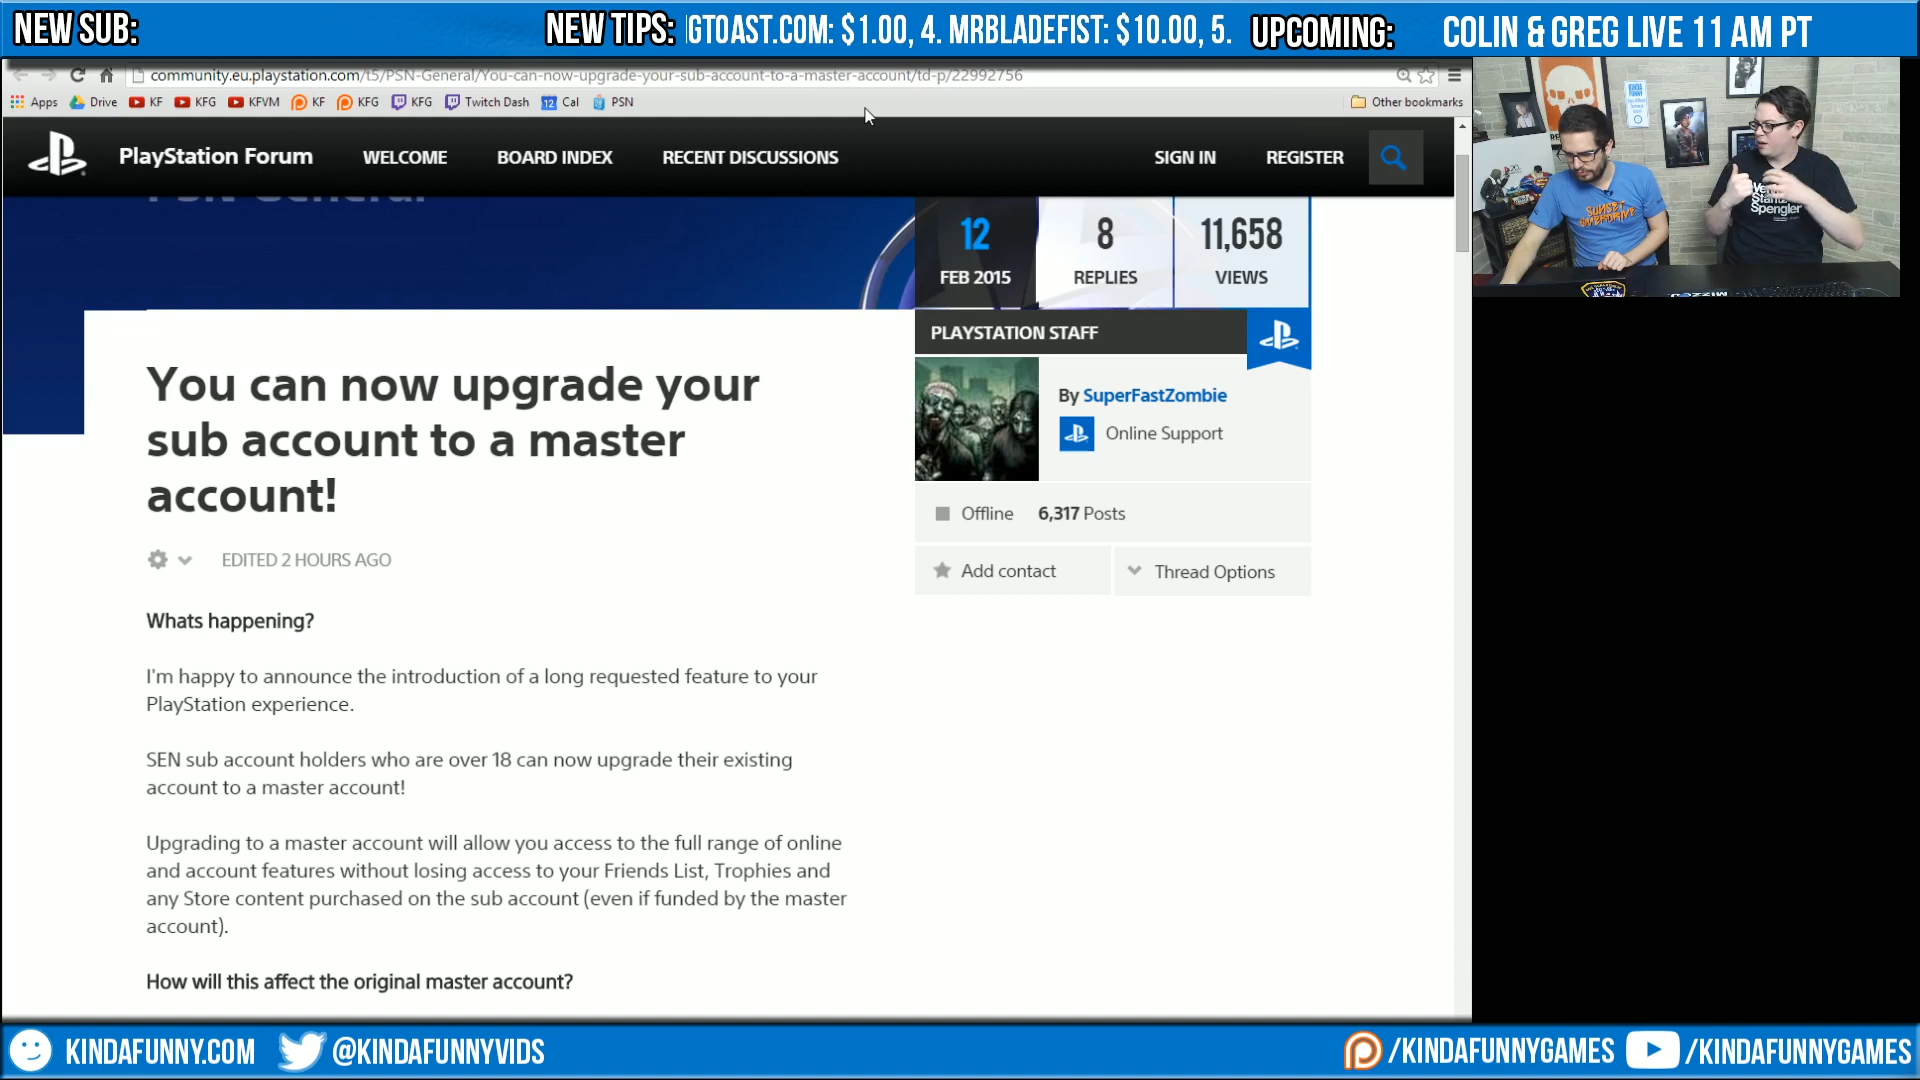 NEW SUB:
NEW TIPS: GTOAST.COM: $1.00, 4. MRBLADEFIST: $10.00, 5.
UPCOMING: COLIN & GREG LIVE 11 AM PT
community.eu.playstation.com/t5/PSN-General/You-can-now-upgrade-your-sub-account-to-a-master-account/td-p/22992756
Apps Drive KF KFG KFVM KF KFG KFG Twitch Dash 12 Cal PSN Other bookmarks
PlayStation Forum WELCOME BOARD INDEX RECENT DISCUSSIONS SIGN IN REGISTER
PSN General
12 FEB 2015
8 REPLIES
11,658 VIEWS
PLAYSTATION STAFF
By SuperFastZombie
Online Support
Offline 6,317 Posts
Add contact Thread Options
You can now upgrade your
sub account to a master
account!
EDITED 2 HOURS AGO
Whats happening?
I'm happy to announce the introduction of a long requested feature to your
PlayStation experience.
SEN sub account holders who are over 18 can now upgrade their existing
account to a master account!
Upgrading to a master account will allow you access to the full range of online
and account features without losing access to your Friends List, Trophies and
any Store content purchased on the sub account (even if funded by the master
account).
How will this affect the original master account?
SUNSET
OVERDRIVE
Stantz
Spengler
KINDAFUNNY.COM @KINDAFUNNYVIDS /KINDAFUNNYGAMES /KINDAFUNNYGAMES